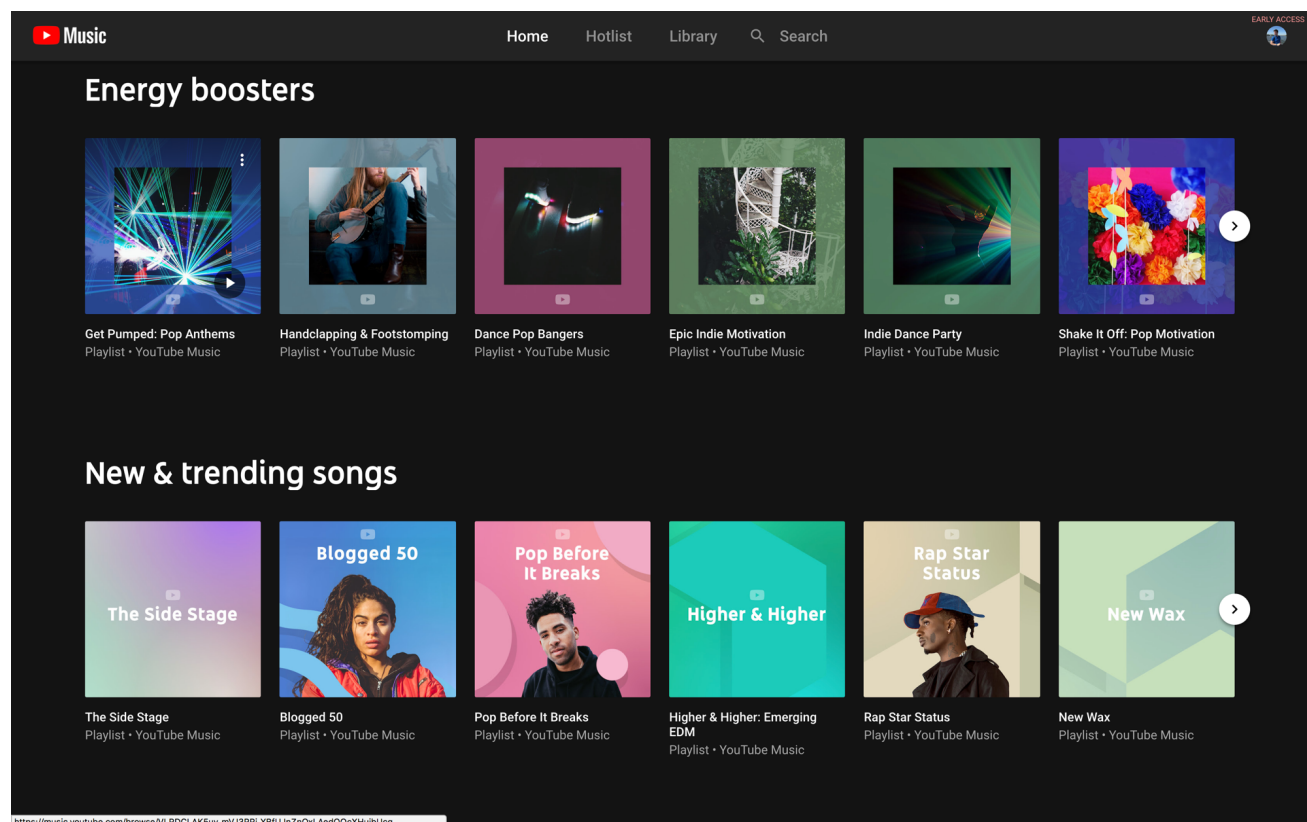 Music
Home Hotlist Library Search
EARLY ACCESS
Energy boosters
Get Pumped: Pop Anthems
Playlist • YouTube Music
Handclapping & Footstomping
Playlist • YouTube Music
Dance Pop Bangers
Playlist • YouTube Music
Epic Indie Motivation
Playlist • YouTube Music
Indie Dance Party
Playlist • YouTube Music
Shake It Off: Pop Motivation
Playlist • YouTube Music
New & trending songs
The Side Stage
Blogged 50
Pop Before
It Breaks
Higher & Higher
Rap Star
Status
New Wax
The Side Stage
Playlist • YouTube Music
Blogged 50
Playlist • YouTube Music
Pop Before It Breaks
Playlist • YouTube Music
Higher & Higher: Emerging
EDM
Playlist • YouTube Music
Rap Star Status
Playlist • YouTube Music
New Wax
Playlist • YouTube Music